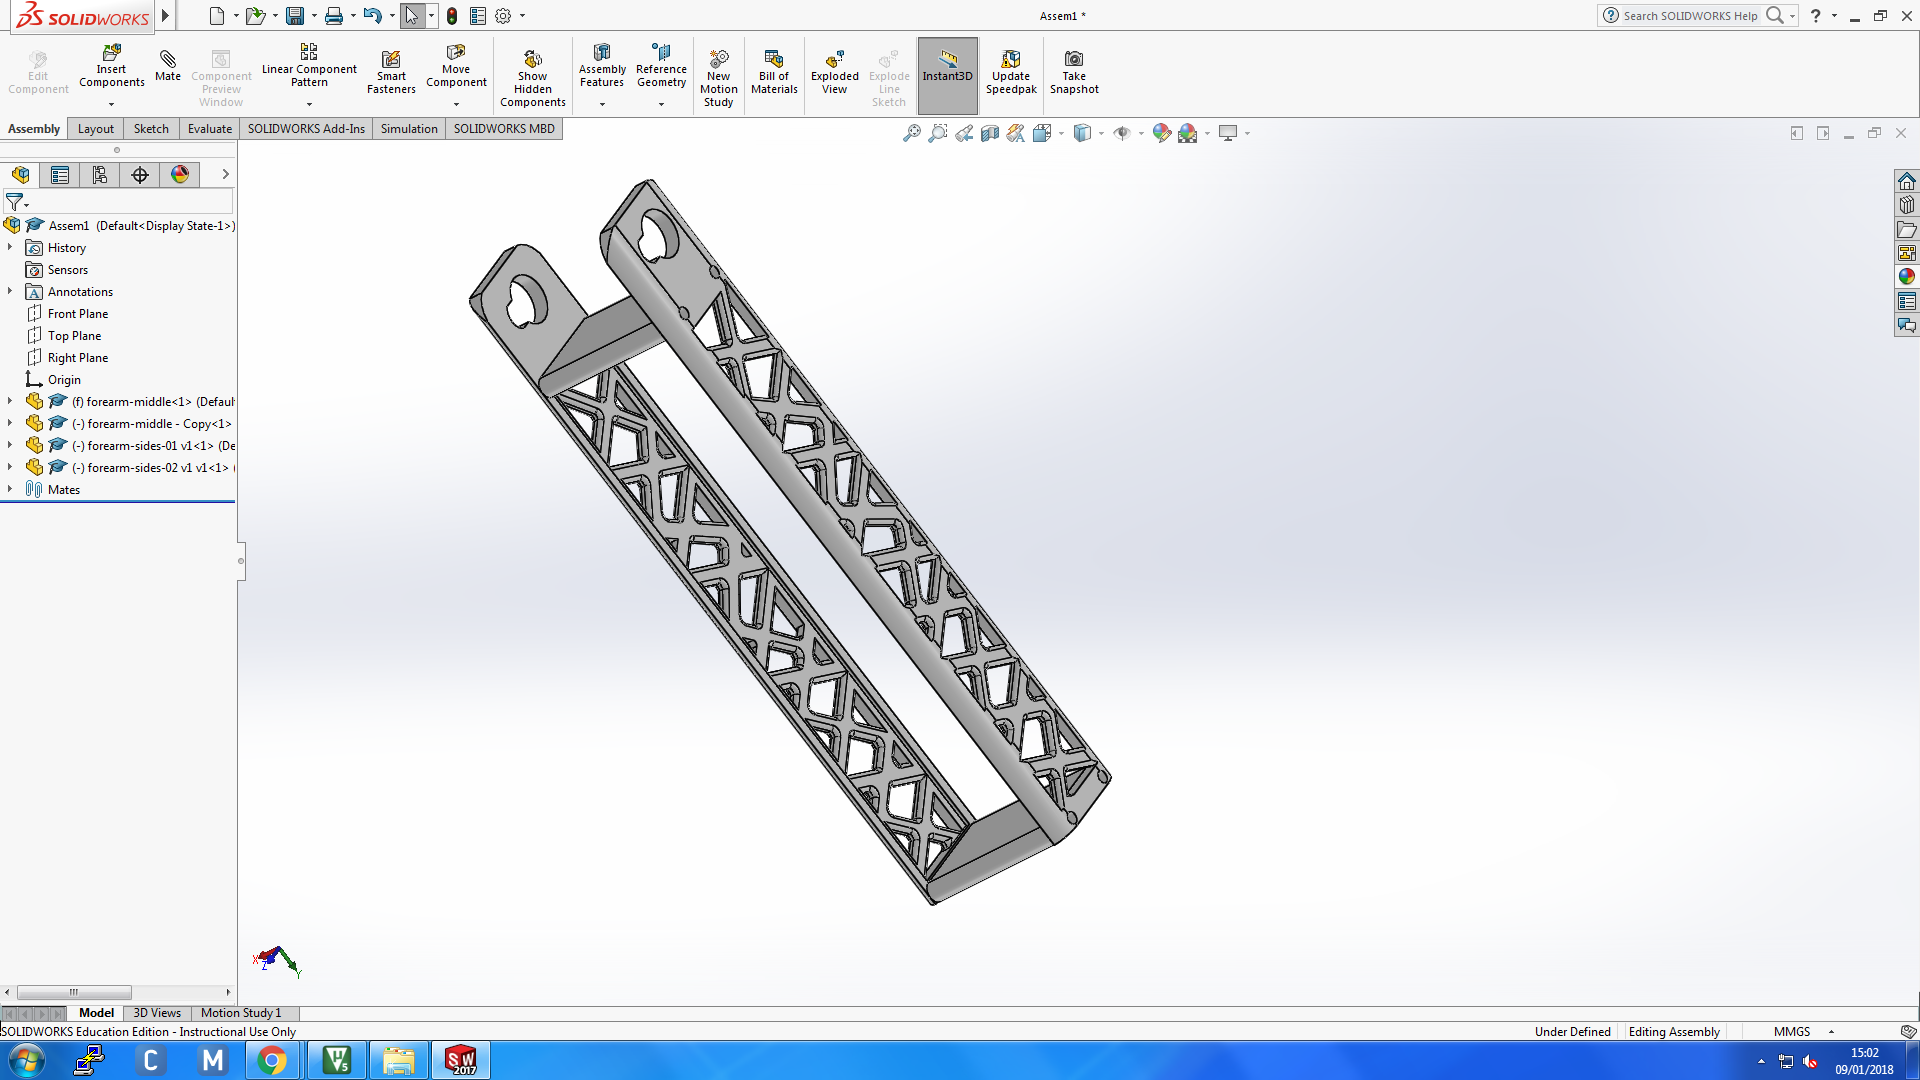 SOLIDWORKS
Assem1 *
Search SOLIDWORKS Help
?
Edit Component
Insert Components
Mate
Component Preview Window
Linear Component Pattern
Smart Fasteners
Move Component
Show Hidden Components
Assembly Features
Reference Geometry
New Motion Study
Bill of Materials
Exploded View
Explode Line Sketch
Instant3D
Update Speedpak
Take Snapshot
Assembly
Layout
Sketch
Evaluate
SOLIDWORKS Add-Ins
Simulation
SOLIDWORKS MBD
Assem1 (Default<Display State-1>)
History
Sensors
Annotations
Front Plane
Top Plane
Right Plane
Origin
(f) forearm-middle<1> (Defaul
(-) forearm-middle - Copy<1>
(-) forearm-sides-01 v1<1> (De
(-) forearm-sides-02 v1 v1<1> (
Mates
X
Z
Y
Model
3D Views
Motion Study 1
SOLIDWORKS Education Edition - Instructional Use Only
Under Defined
Editing Assembly
MMGS
C
M
V5
SW 2017
15:02
09/01/2018